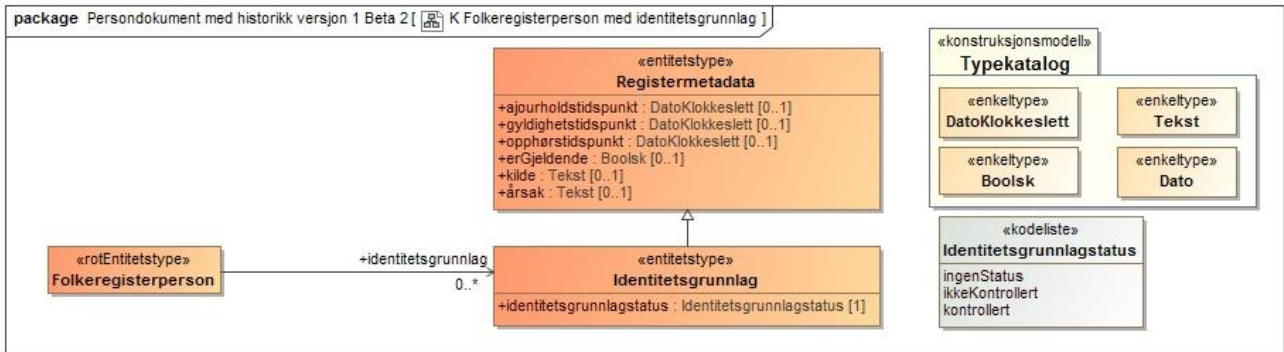 package Persondokument med historikk versjon 1 Beta 2 [ K Folkeregisterperson med identitetsgrunnlag ]
«entitetstype»
Registermetadata
+ajourholdstidspunkt : DatoKlokkeslett [0..1]
+gyldighetstidspunkt : DatoKlokkeslett [0..1]
+opphørstidspunkt : DatoKlokkeslett [0..1]
+erGjeldende : Boolsk [0..1]
+kilde : Tekst [0..1]
+årsak : Tekst [0..1]
«konstruksjonsmodell»
Typekatalog
«enkeltype»
DatoKlokkeslett
«enkeltype»
Tekst
«enkeltype»
Boolsk
«enkeltype»
Dato
«rotEntitetstype»
Folkeregisterperson
+identitetsgrunnlag
0..*
«entitetstype»
Identitetsgrunnlag
+identitetsgrunnlagstatus : Identitetsgrunnlagstatus [1]
«kodeliste»
Identitetsgrunnlagstatus
ingenStatus
ikkeKontrollert
kontrollert